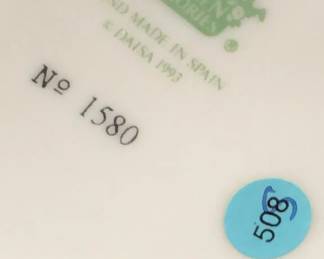 ND MADE IN SPAIN
© DAISA 1993
Nº 1580
508